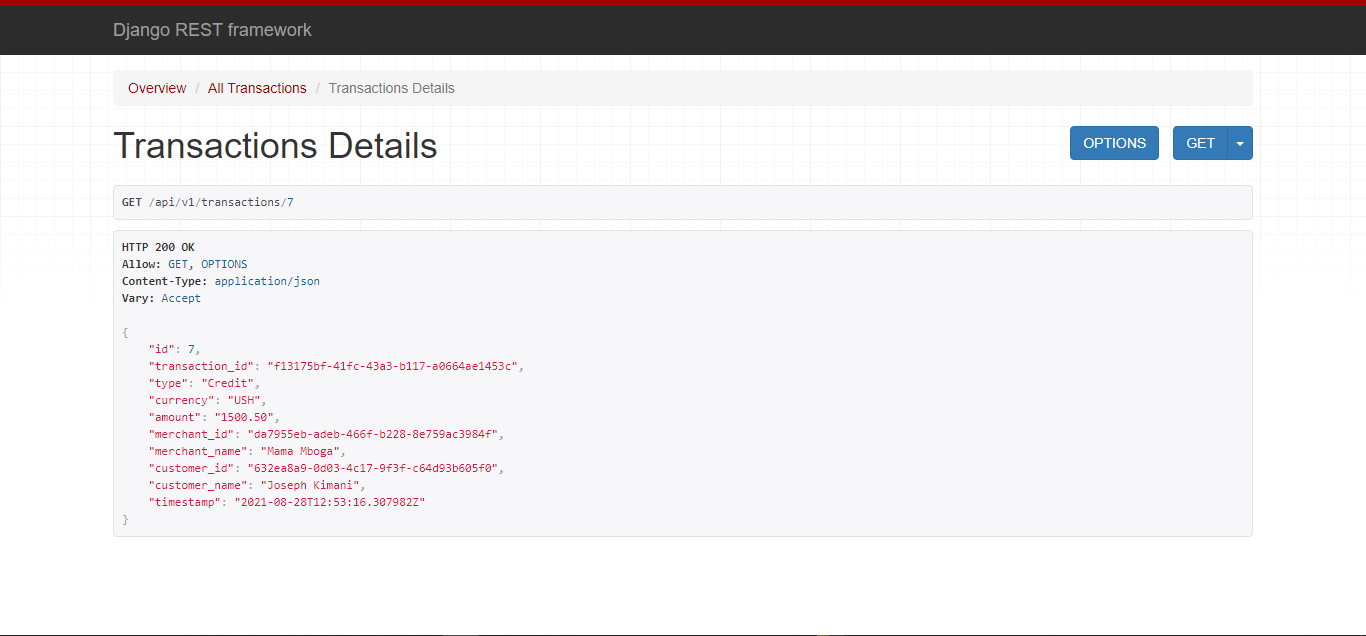 Django REST framework
Overview / All Transactions / Transactions Details
Transactions Details
OPTIONS
GET
GET /api/v1/transactions/7
HTTP 200 OK
Allow: GET, OPTIONS
Content-Type: application/json
Vary: Accept
{
    "id": 7,
    "transaction_id": "f13175bf-41fc-43a3-b117-a0664ae1453c",
    "type": "Credit",
    "currency": "USH",
    "amount": "1500.50",
    "merchant_id": "da7955eb-adeb-466f-b228-8e759ac3984f",
    "merchant_name": "Mama Mboga",
    "customer_id": "632ea8a9-0d03-4c17-9f3f-c64d93b605f0",
    "customer_name": "Joseph Kimani",
    "timestamp": "2021-08-28T12:53:16.307982Z"
}